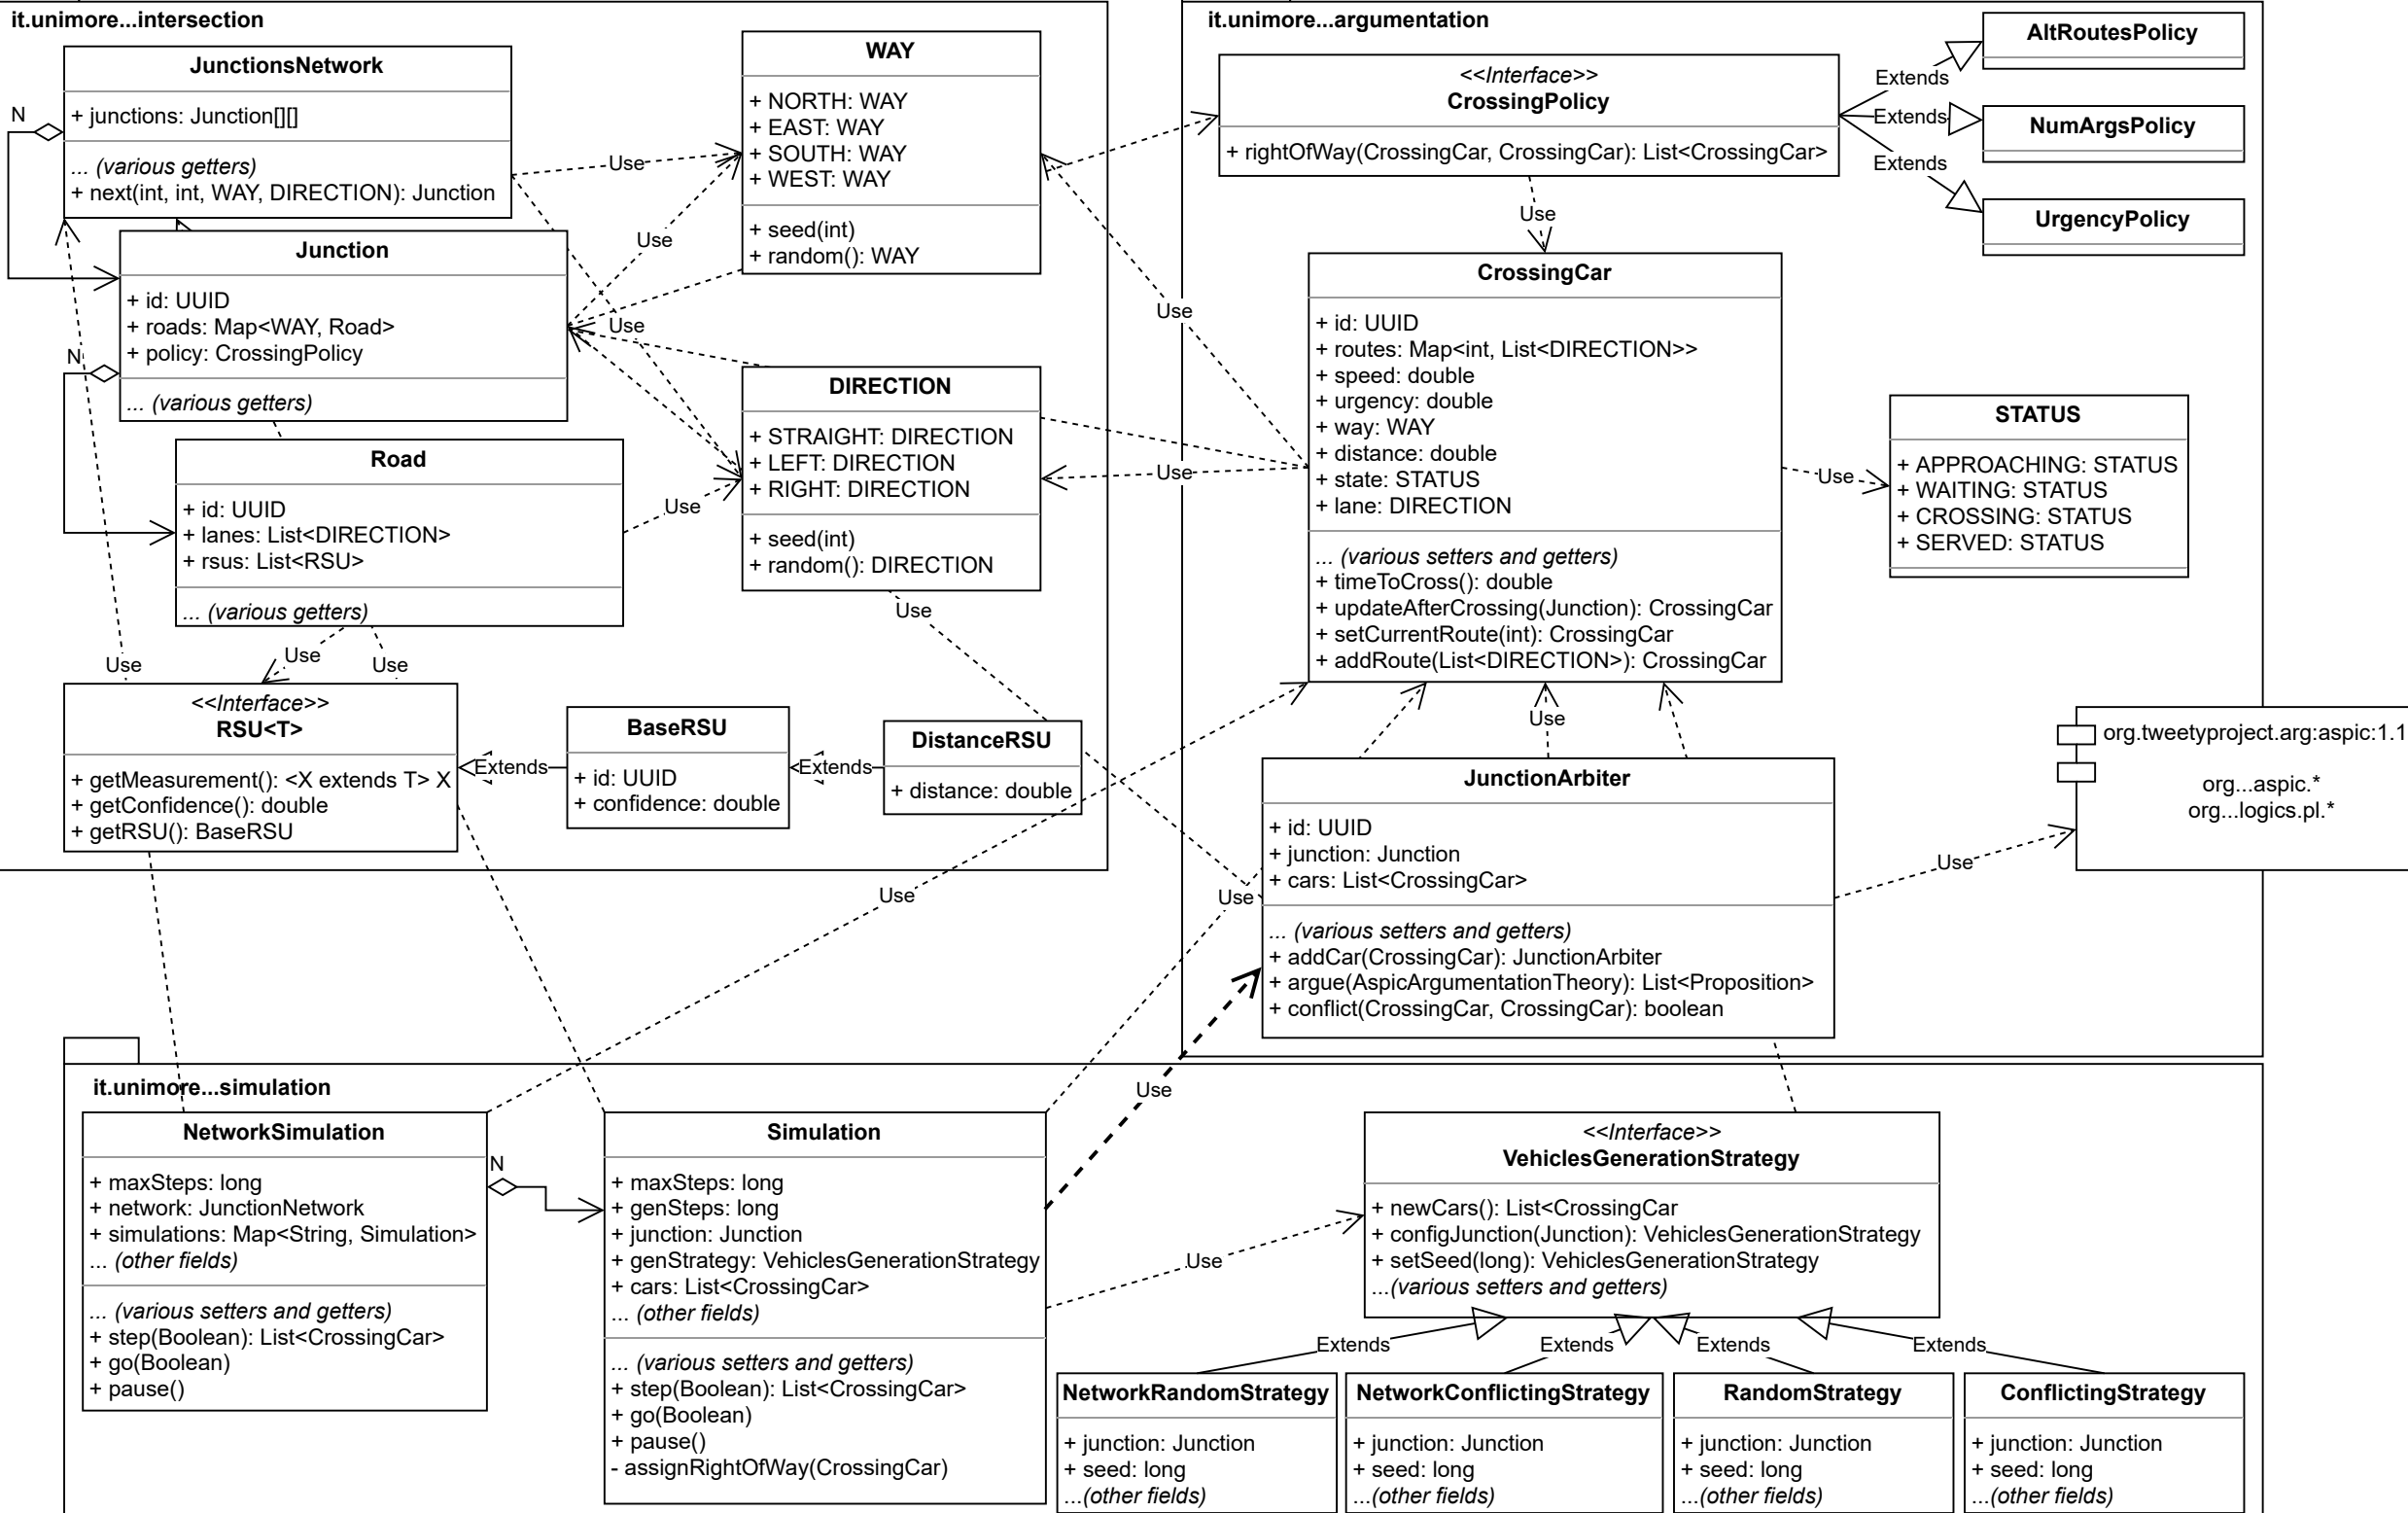 it.unimore...intersection
JunctionsNetwork
+ junctions: Junction[][]
... (various getters)
+ next(int, int, WAY, DIRECTION): Junction
N
WAY
+ NORTH: WAY
+ EAST: WAY
+ SOUTH: WAY
+ WEST: WAY
+ seed(int)
+ random(): WAY
Use
Use
Use
Junction
+ id: UUID
+ roads: Map<WAY, Road>
+ policy: CrossingPolicy
... (various getters)
N
DIRECTION
+ STRAIGHT: DIRECTION
+ LEFT: DIRECTION
+ RIGHT: DIRECTION
+ seed(int)
+ random(): DIRECTION
Road
+ id: UUID
+ lanes: List<DIRECTION>
+ rsus: List<RSU>
... (various getters)
Use
Use
Use
Use
Use
<<Interface>>
RSU<T>
+ getMeasurement(): <X extends T> X
+ getConfidence(): double
+ getRSU(): BaseRSU
Extends
BaseRSU
+ id: UUID
+ confidence: double
Extends
DistanceRSU
+ distance: double
it.unimore...argumentation
<<Interface>>
CrossingPolicy
+ rightOfWay(CrossingCar, CrossingCar): List<CrossingCar>
Extends
Extends
Extends
AltRoutesPolicy
NumArgsPolicy
UrgencyPolicy
Use
Use
Use
CrossingCar
+ id: UUID
+ routes: Map<int, List<DIRECTION>>
+ speed: double
+ urgency: double
+ way: WAY
+ distance: double
+ state: STATUS
+ lane: DIRECTION
... (various setters and getters)
+ timeToCross(): double
+ updateAfterCrossing(Junction): CrossingCar
+ setCurrentRoute(int): CrossingCar
+ addRoute(List<DIRECTION>): CrossingCar
Use
STATUS
+ APPROACHING: STATUS
+ WAITING: STATUS
+ CROSSING: STATUS
+ SERVED: STATUS
Use
JunctionArbiter
+ id: UUID
+ junction: Junction
+ cars: List<CrossingCar>
... (various setters and getters)
+ addCar(CrossingCar): JunctionArbiter
+ argue(AspicArgumentationTheory): List<Proposition>
+ conflict(CrossingCar, CrossingCar): boolean
Use
org.tweetyproject.arg:aspic:1.1
org...aspic.*
org...logics.pl.*
Use
Use
Use
it.unimore...simulation
NetworkSimulation
+ maxSteps: long
+ network: JunctionNetwork
+ simulations: Map<String, Simulation>
... (other fields)
... (various setters and getters)
+ step(Boolean): List<CrossingCar>
+ go(Boolean)
+ pause()
N
Simulation
+ maxSteps: long
+ genSteps: long
+ junction: Junction
+ genStrategy: VehiclesGenerationStrategy
+ cars: List<CrossingCar>
... (other fields)
... (various setters and getters)
+ step(Boolean): List<CrossingCar>
+ go(Boolean)
+ pause()
- assignRightOfWay(CrossingCar)
Use
<<Interface>>
VehiclesGenerationStrategy
+ newCars(): List<CrossingCar
+ configJunction(Junction): VehiclesGenerationStrategy
+ setSeed(long): VehiclesGenerationStrategy
...(various setters and getters)
Extends
Extends
Extends
Extends
NetworkRandomStrategy
+ junction: Junction
+ seed: long
...(other fields)
NetworkConflictingStrategy
+ junction: Junction
+ seed: long
...(other fields)
RandomStrategy
+ junction: Junction
+ seed: long
...(other fields)
ConflictingStrategy
+ junction: Junction
+ seed: long
...(other fields)